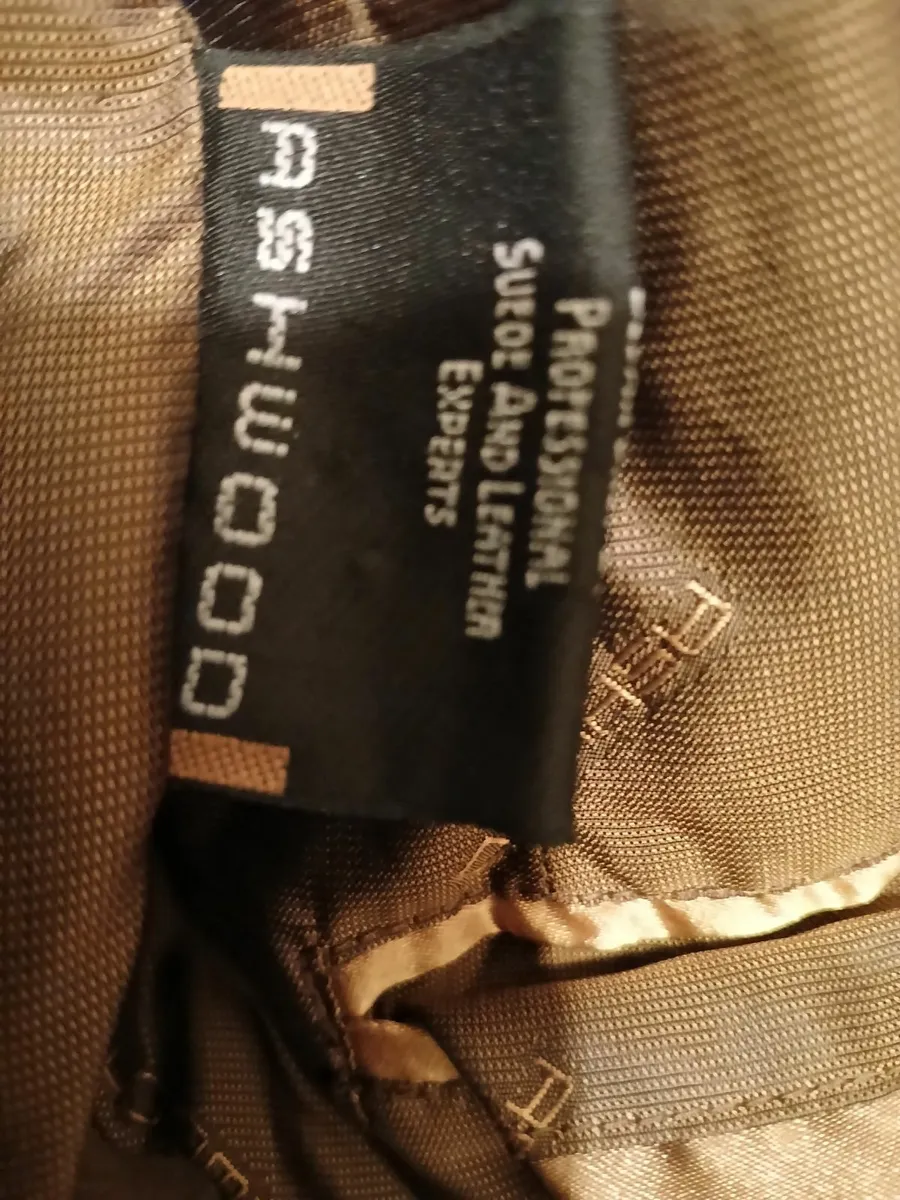 ASHWOOD
PROFESSIONAL
SUEDE AND LEATHER
EXPERTS